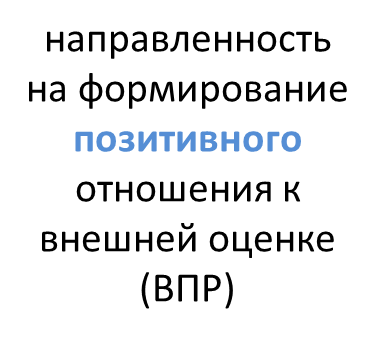 направленность
на формирование
позитивного
отношения к
внешней оценке
(ВПР)